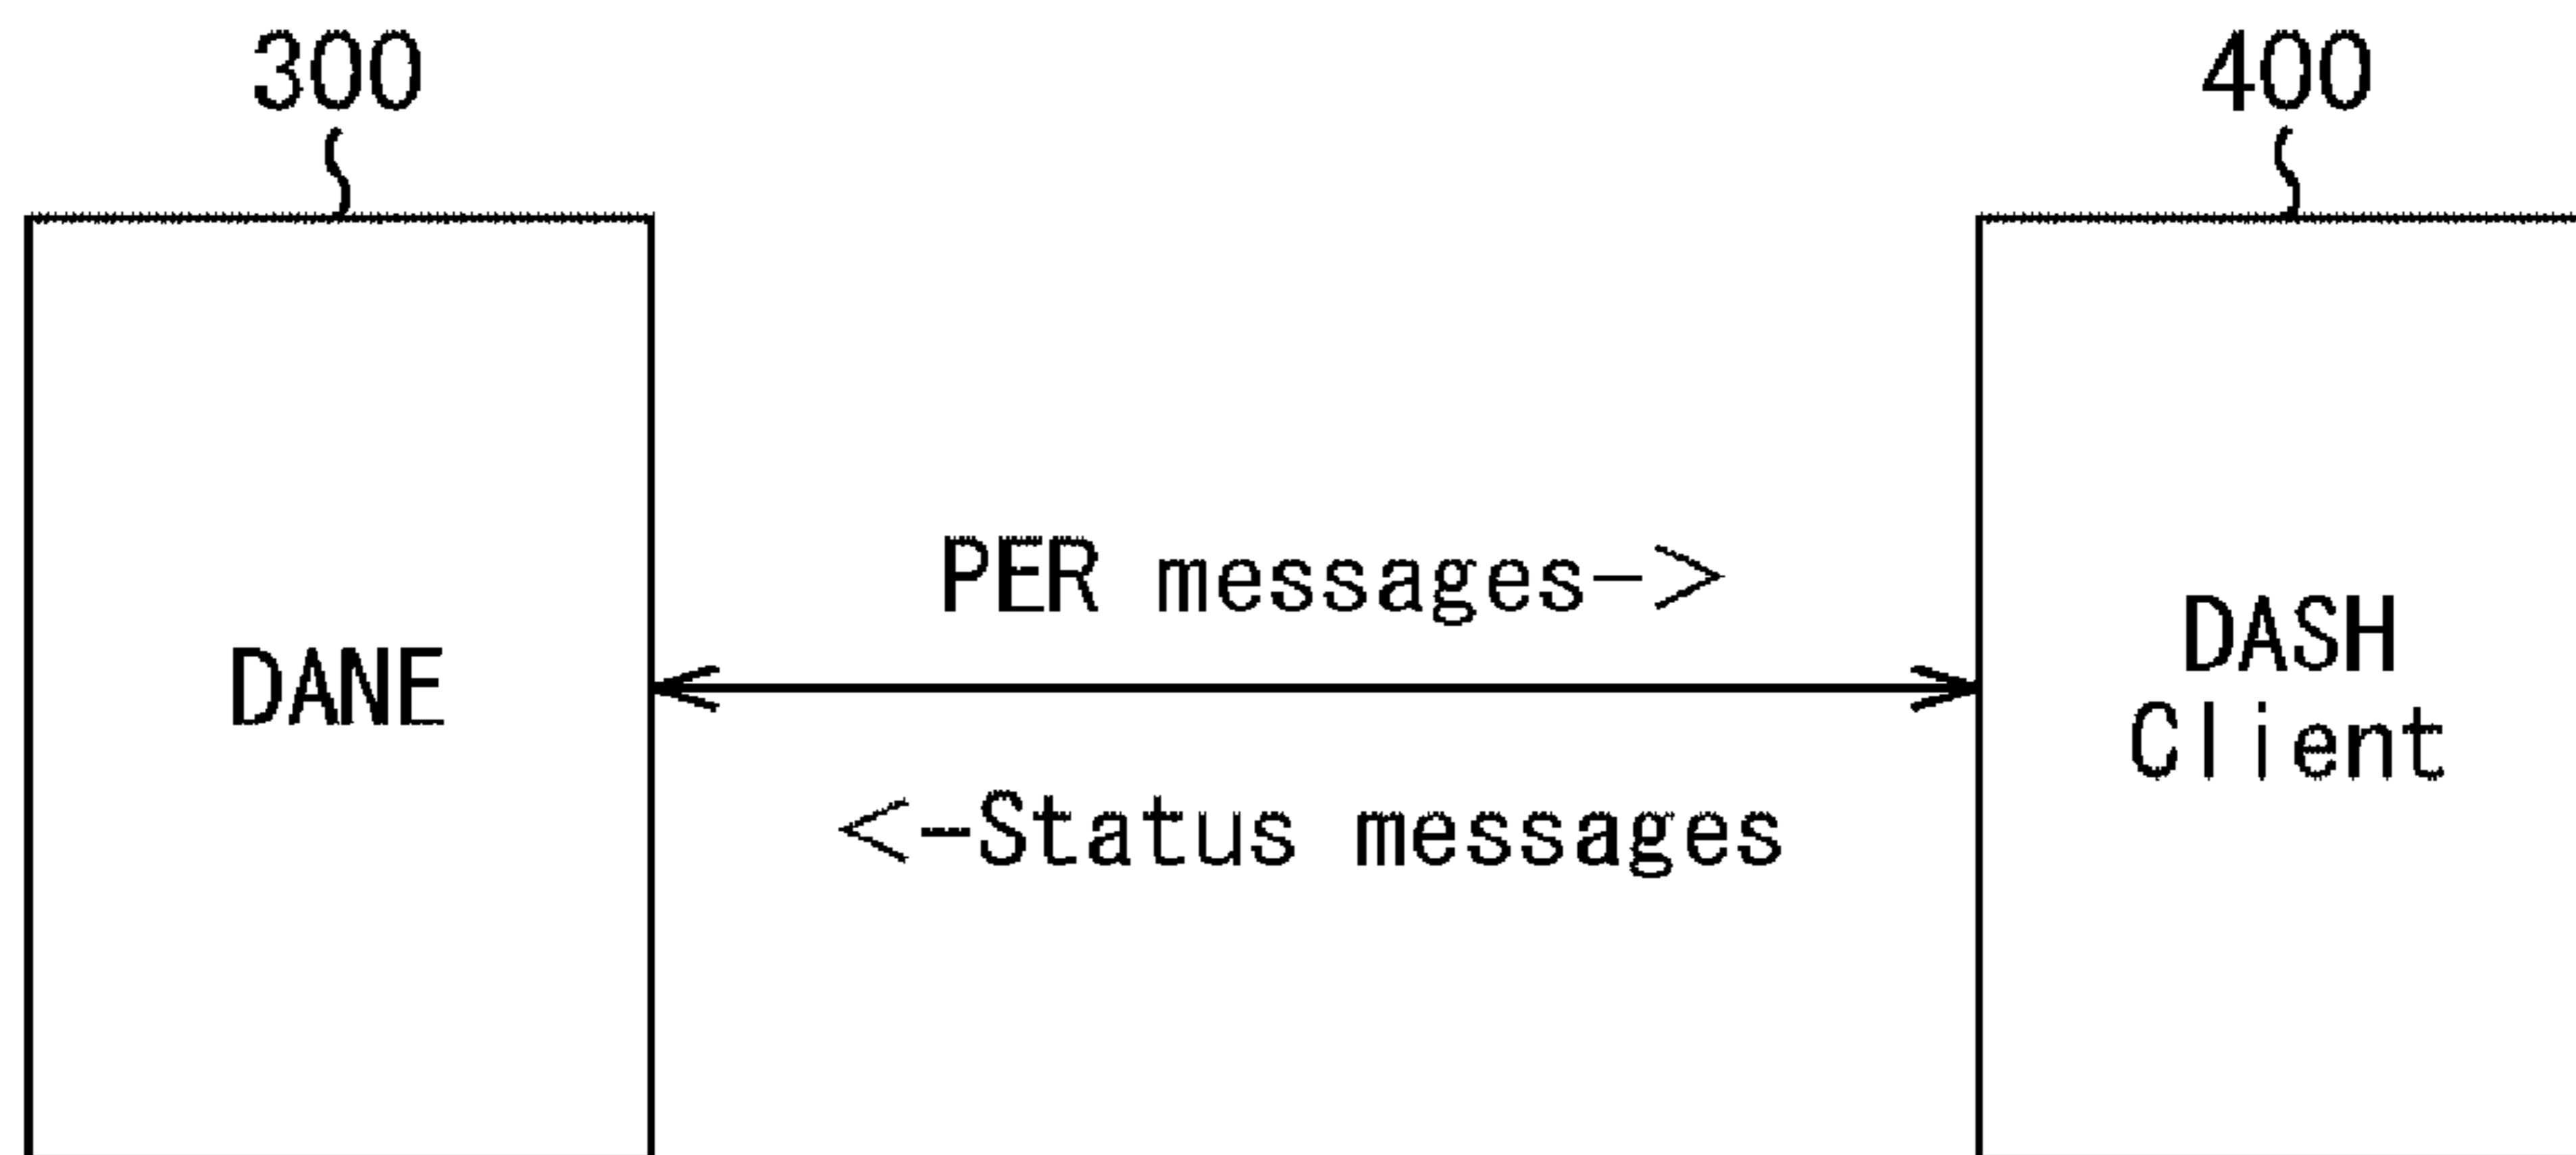 300
400
PER messages->
DANE
DASH
Client
<-Status messages